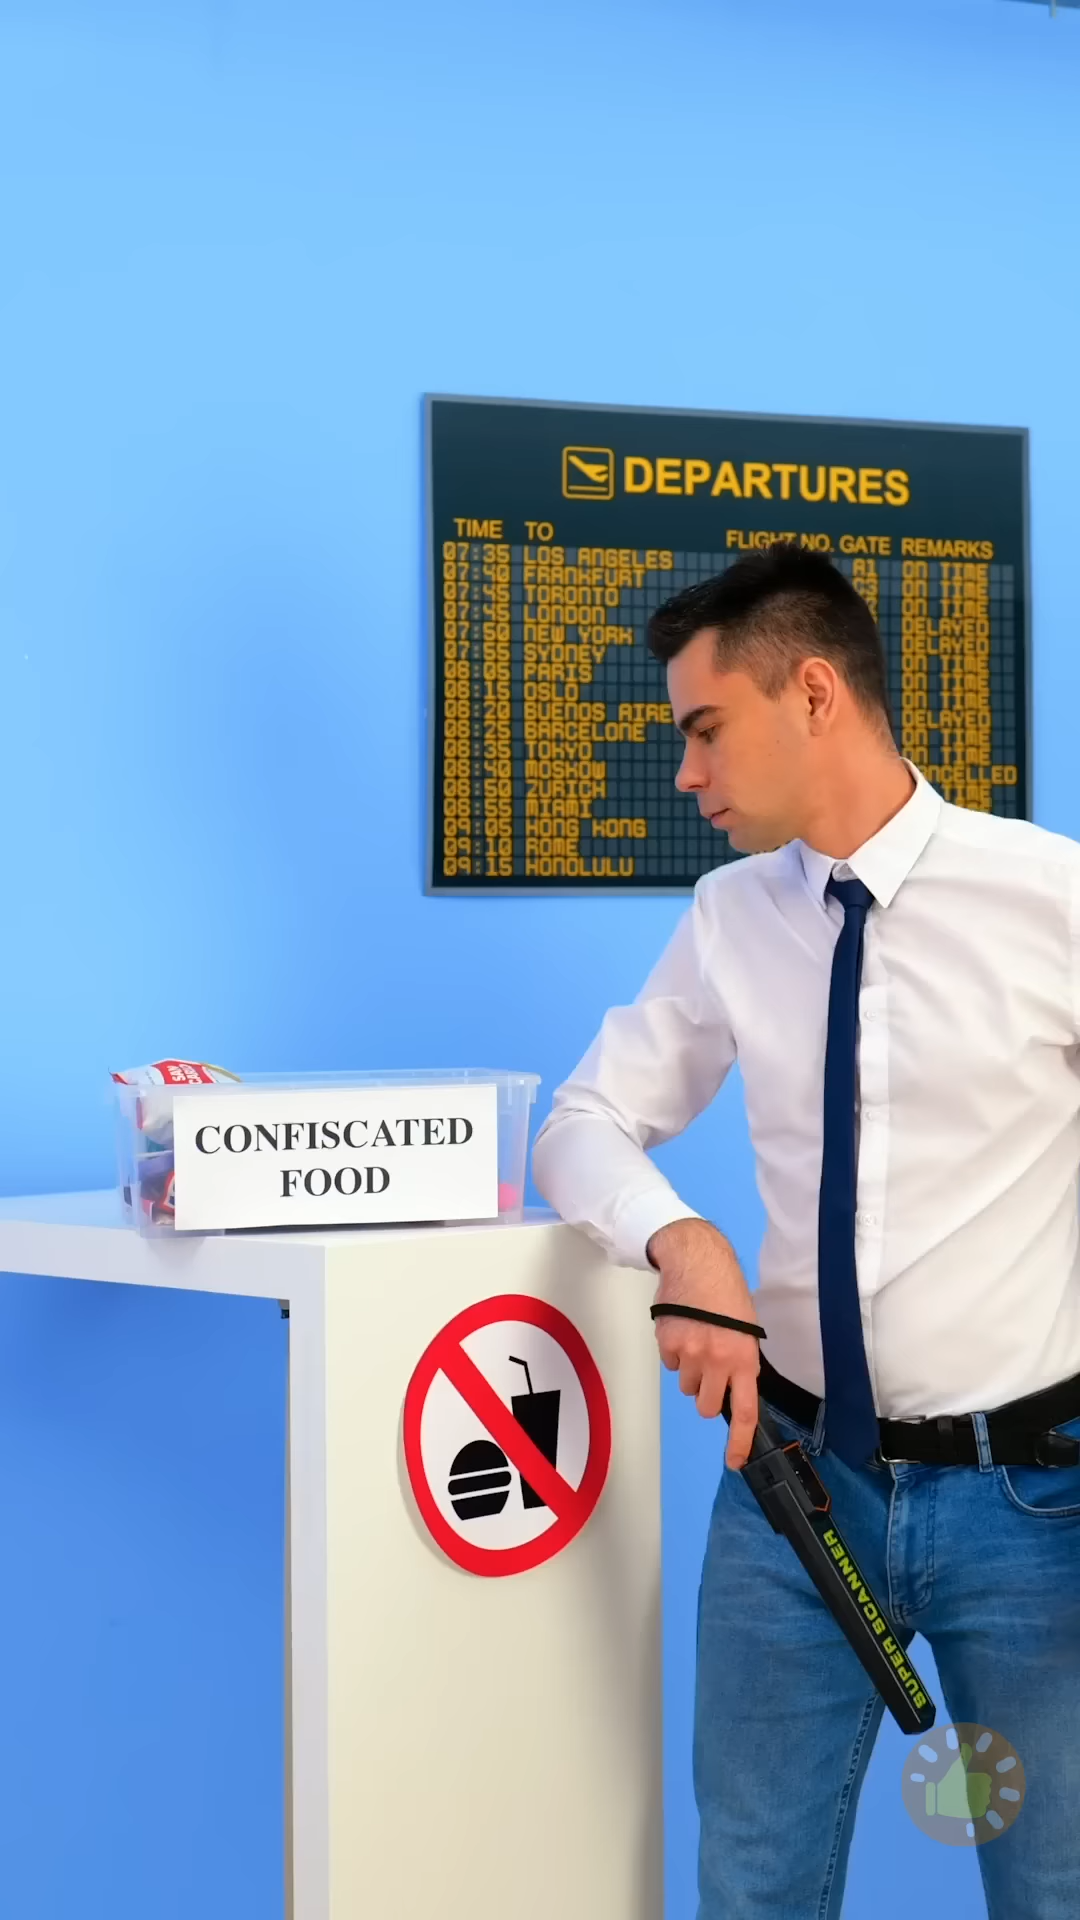 DEPARTURES
TIME TO FLIGHT NO. GATE REMARKS
07:35 LOS ANGELES A1 ON TIME
07:40 FRANKFURT ON TIME
07:45 TORONTO ON TIME
07:45 LONDON DELAYED
07:50 NEW YORK DELAYED
07:55 SYDNEY ON TIME
08:05 PARIS ON TIME
08:15 OSLO ON TIME
08:20 BUENOS AIRE DELAYED
08:25 BARCELONE ON TIME
08:35 TOKYO ON TIME
08:40 MOSKOW
08:50 ZURICH TIME
08:55 MIAMI
09:05 HONG KONG
09:10 ROME
09:15 HONOLULU
CONFISCATED
FOOD
SUPER SCANNER